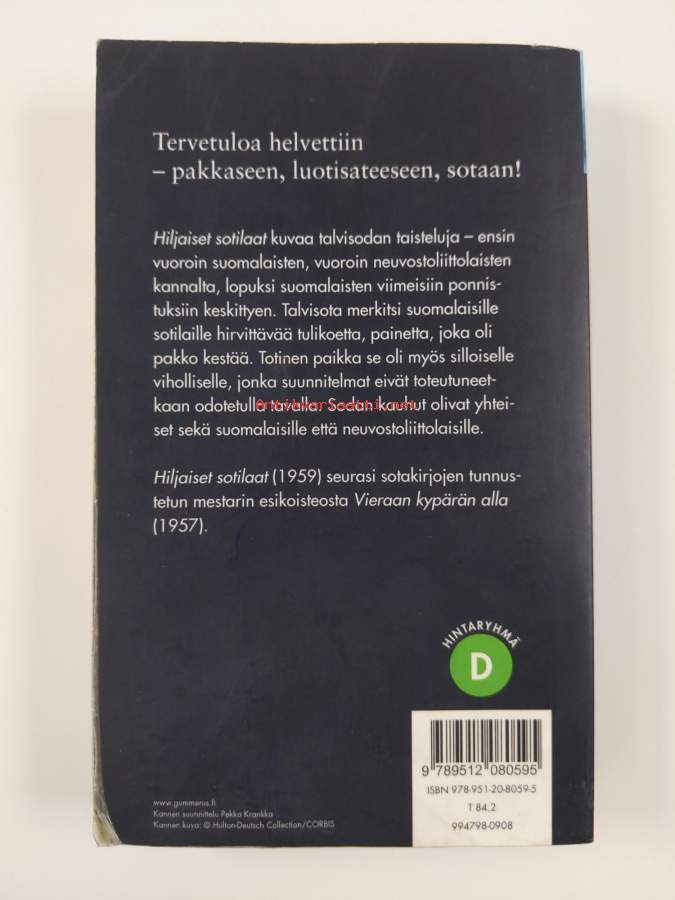 Tervetuloa helvettiin
– pakkaseen, luotisateeseen, sotaan!
Hiljaiset sotilaat kuvaa talvisodan taisteluja – ensin
vuoroin suomalaisten, vuoroin neuvostoliittolaisten
kannalta, lopuksi suomalaisten viimeisiin ponnis-
tuksiin keskittyen. Talvisota merkitsi suomalaisille
sotilaille hirvittävää tulikoetta, painetta, joka oli
pakko kestää. Totinen paikka se oli myös silloiselle
viholliselle, jonka suunnitelmat eivät toteutuneet-
kaan odotetulla tavalla. Sodan kauhut olivat yhtei-
set sekä suomalaisille että neuvostoliittolaisille.
Antikvariaatti.net
Hiljaiset sotilaat (1959) seurasi sotakirjojen tunnus-
tetun mestarin esikoisteosta Vieraan kypärän alla
(1957).
HINTARYHMÄ
D
9 789512 080595
ISBN 978-951-20-8059-5
T 84.2
994798-0908
www.gummerus.fi
Kannen suunnittelu Pekka Krankka
Kannen kuva: © Hulton-Deutsch Collection/CORBIS